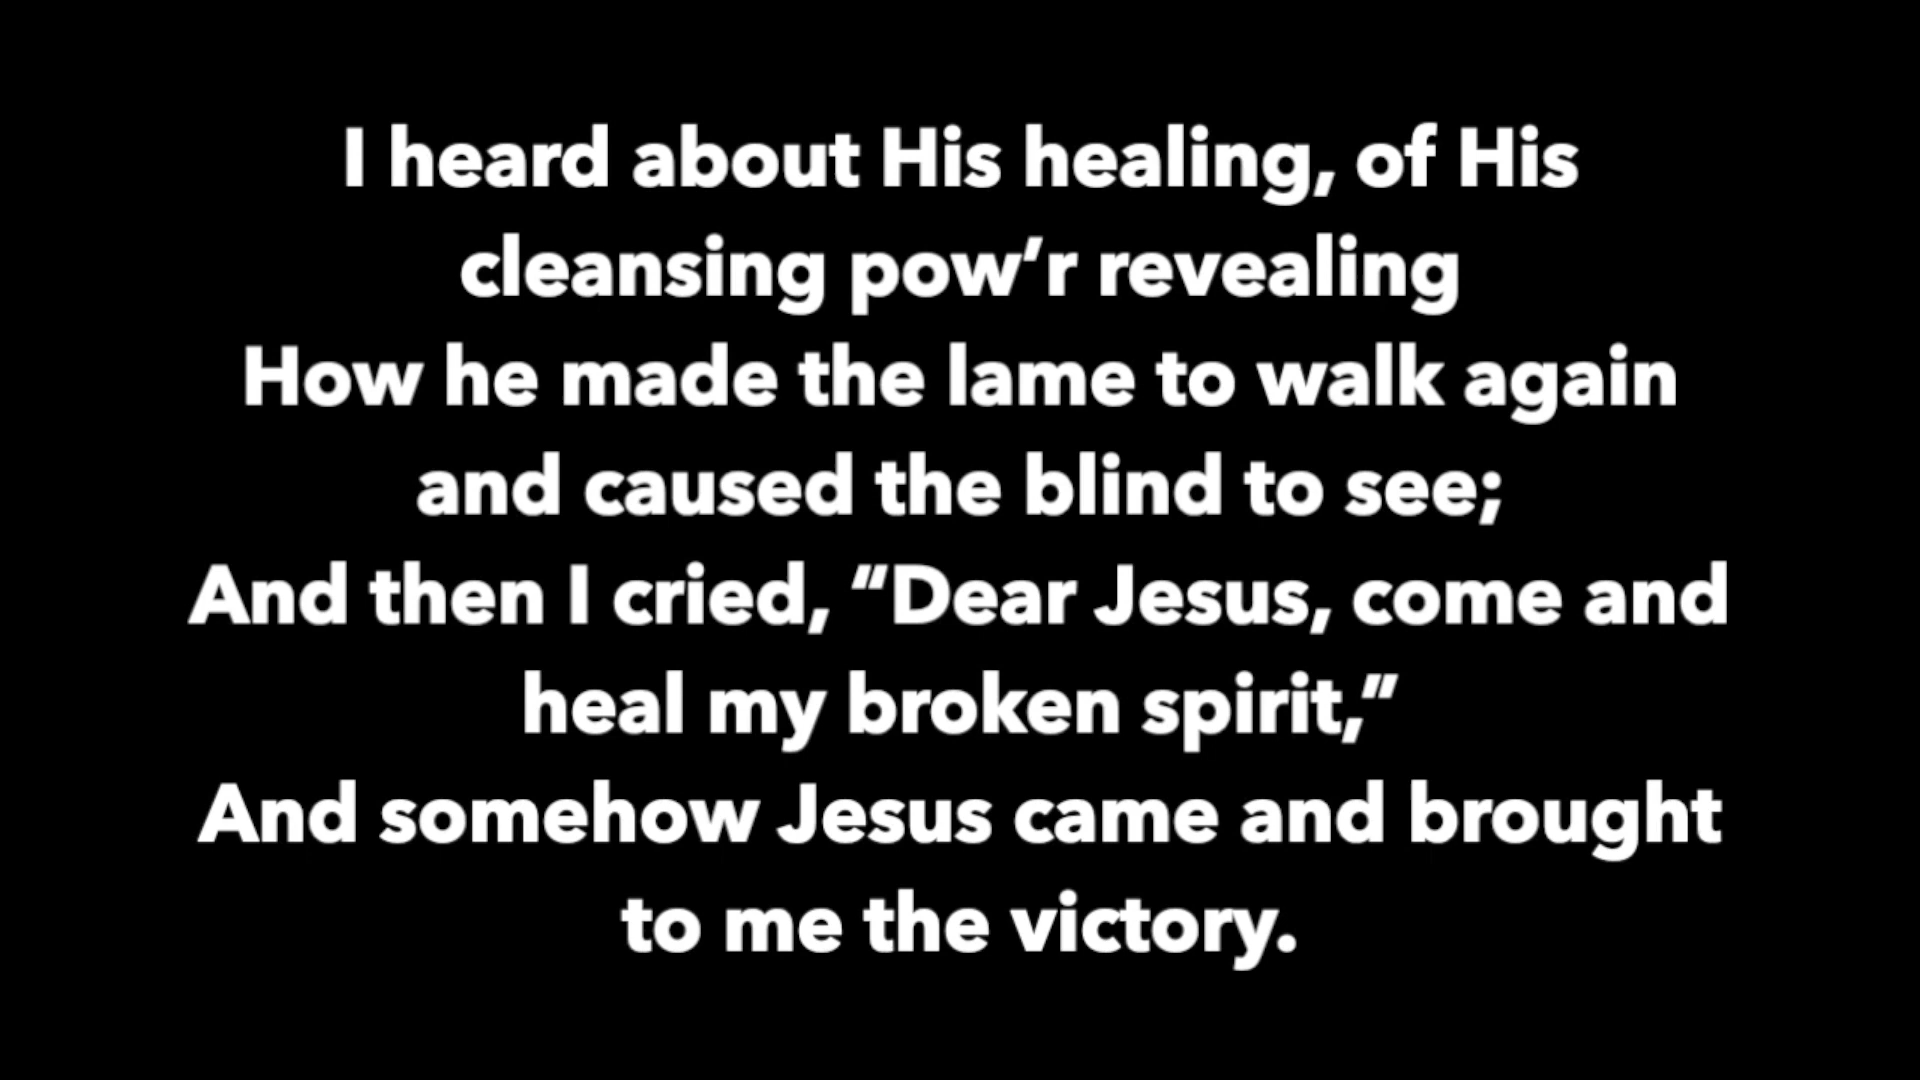 I heard about His healing, of His
cleansing pow’r revealing
How he made the lame to walk again
and caused the blind to see;
And then I cried, “Dear Jesus, come and
heal my broken spirit,”
And somehow Jesus came and brought
to me the victory.